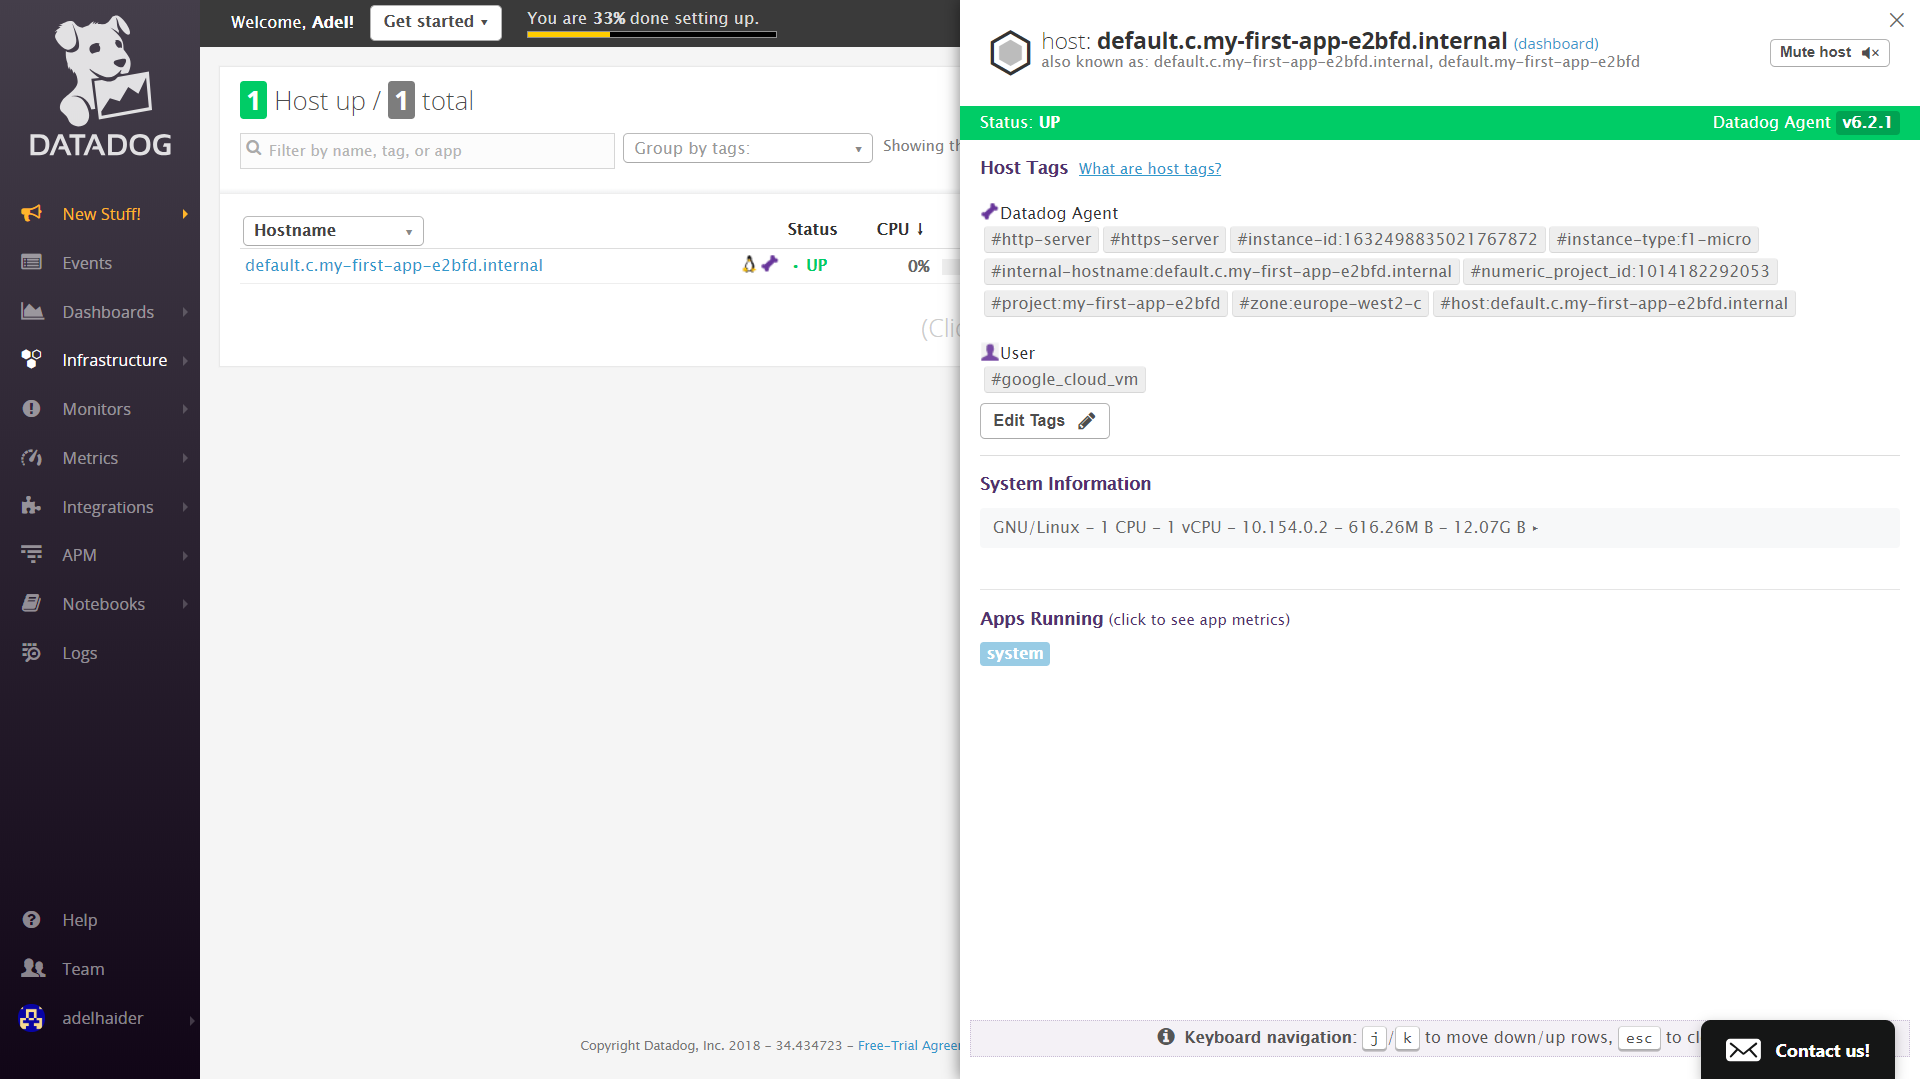 DATADOG
New Stuff!
Events
Dashboards
Infrastructure
Monitors
Metrics
Integrations
APM
Notebooks
Logs
Help
Team
adelhaider
Welcome, Adel!
Get started
You are 33% done setting up.
1 Host up / 1 total
Filter by name, tag, or app
Group by tags:
Showing th
Hostname
Status
CPU ↓
default.c.my-first-app-e2bfd.internal
UP
0%
(Clic
Copyright Datadog, Inc. 2018 - 34.434723 - Free-Trial Agree
host: default.c.my-first-app-e2bfd.internal (dashboard)
also known as: default.c.my-first-app-e2bfd.internal, default.my-first-app-e2bfd
Mute host
Status: UP
Datadog Agent v6.2.1
Host Tags What are host tags?
Datadog Agent
#http-server #https-server #instance-id:1632498835021767872 #instance-type:f1-micro
#internal-hostname:default.c.my-first-app-e2bfd.internal #numeric_project_id:1014182292053
#project:my-first-app-e2bfd #zone:europe-west2-c #host:default.c.my-first-app-e2bfd.internal
User
#google_cloud_vm
Edit Tags
System Information
GNU/Linux - 1 CPU - 1 vCPU - 10.154.0.2 - 616.26M B - 12.07G B
Apps Running (click to see app metrics)
system
Keyboard navigation: j/k to move down/up rows, esc to cl
Contact us!